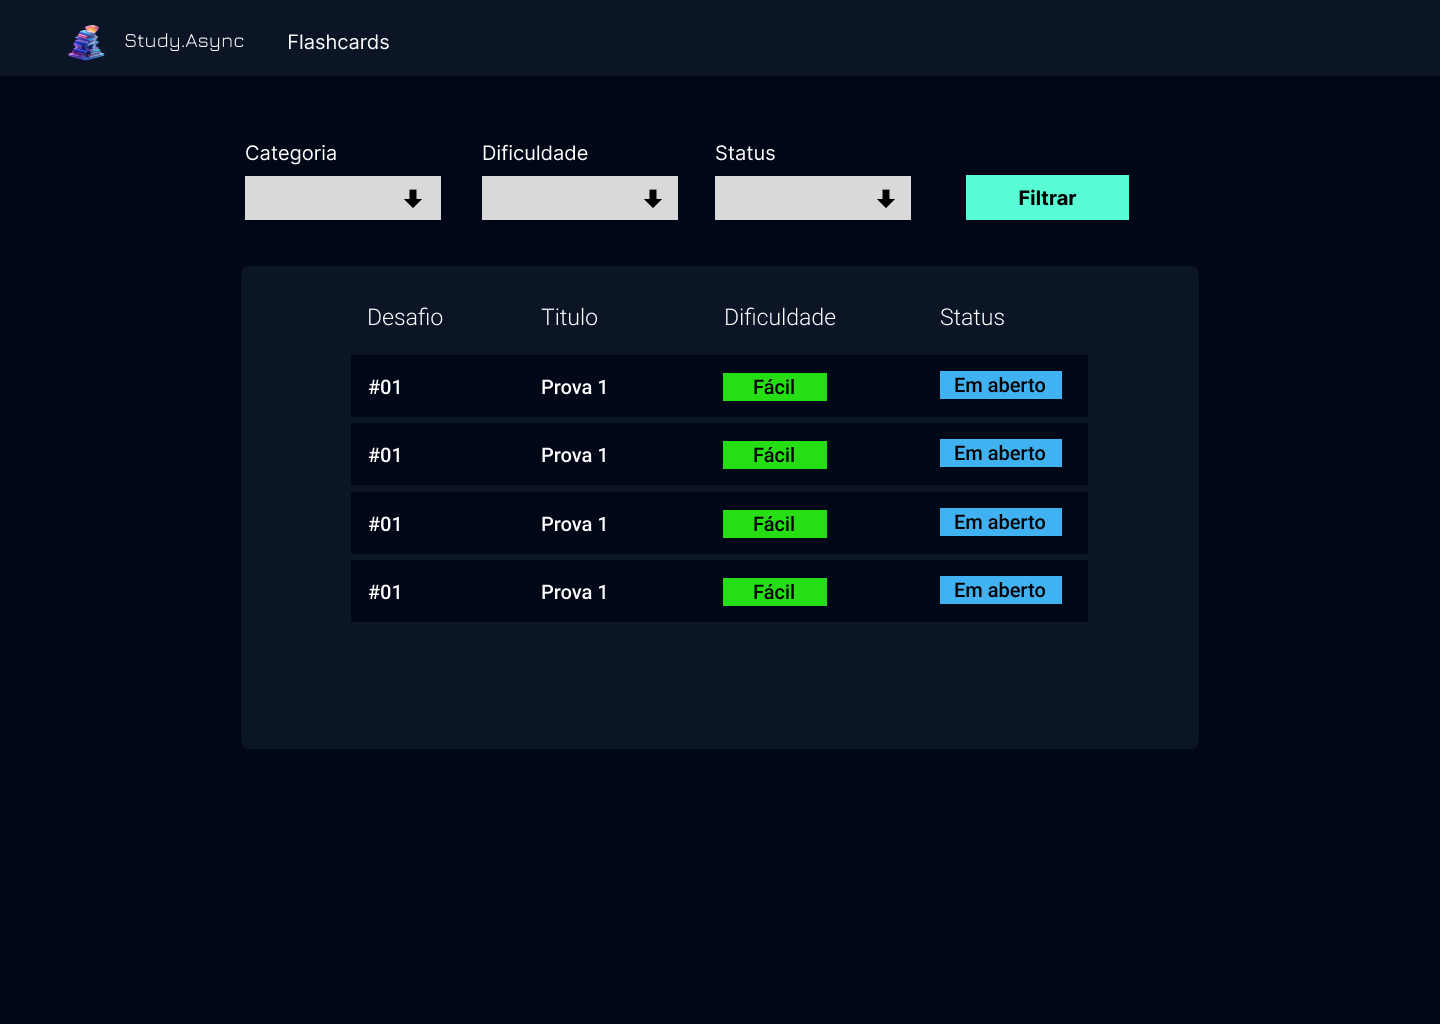 Study.Async Flashcards
Categoria Dificuldade Status
Filtrar
Desafio Titulo Dificuldade Status
#01 Prova 1 Fácil Em aberto
#01 Prova 1 Fácil Em aberto
#01 Prova 1 Fácil Em aberto
#01 Prova 1 Fácil Em aberto